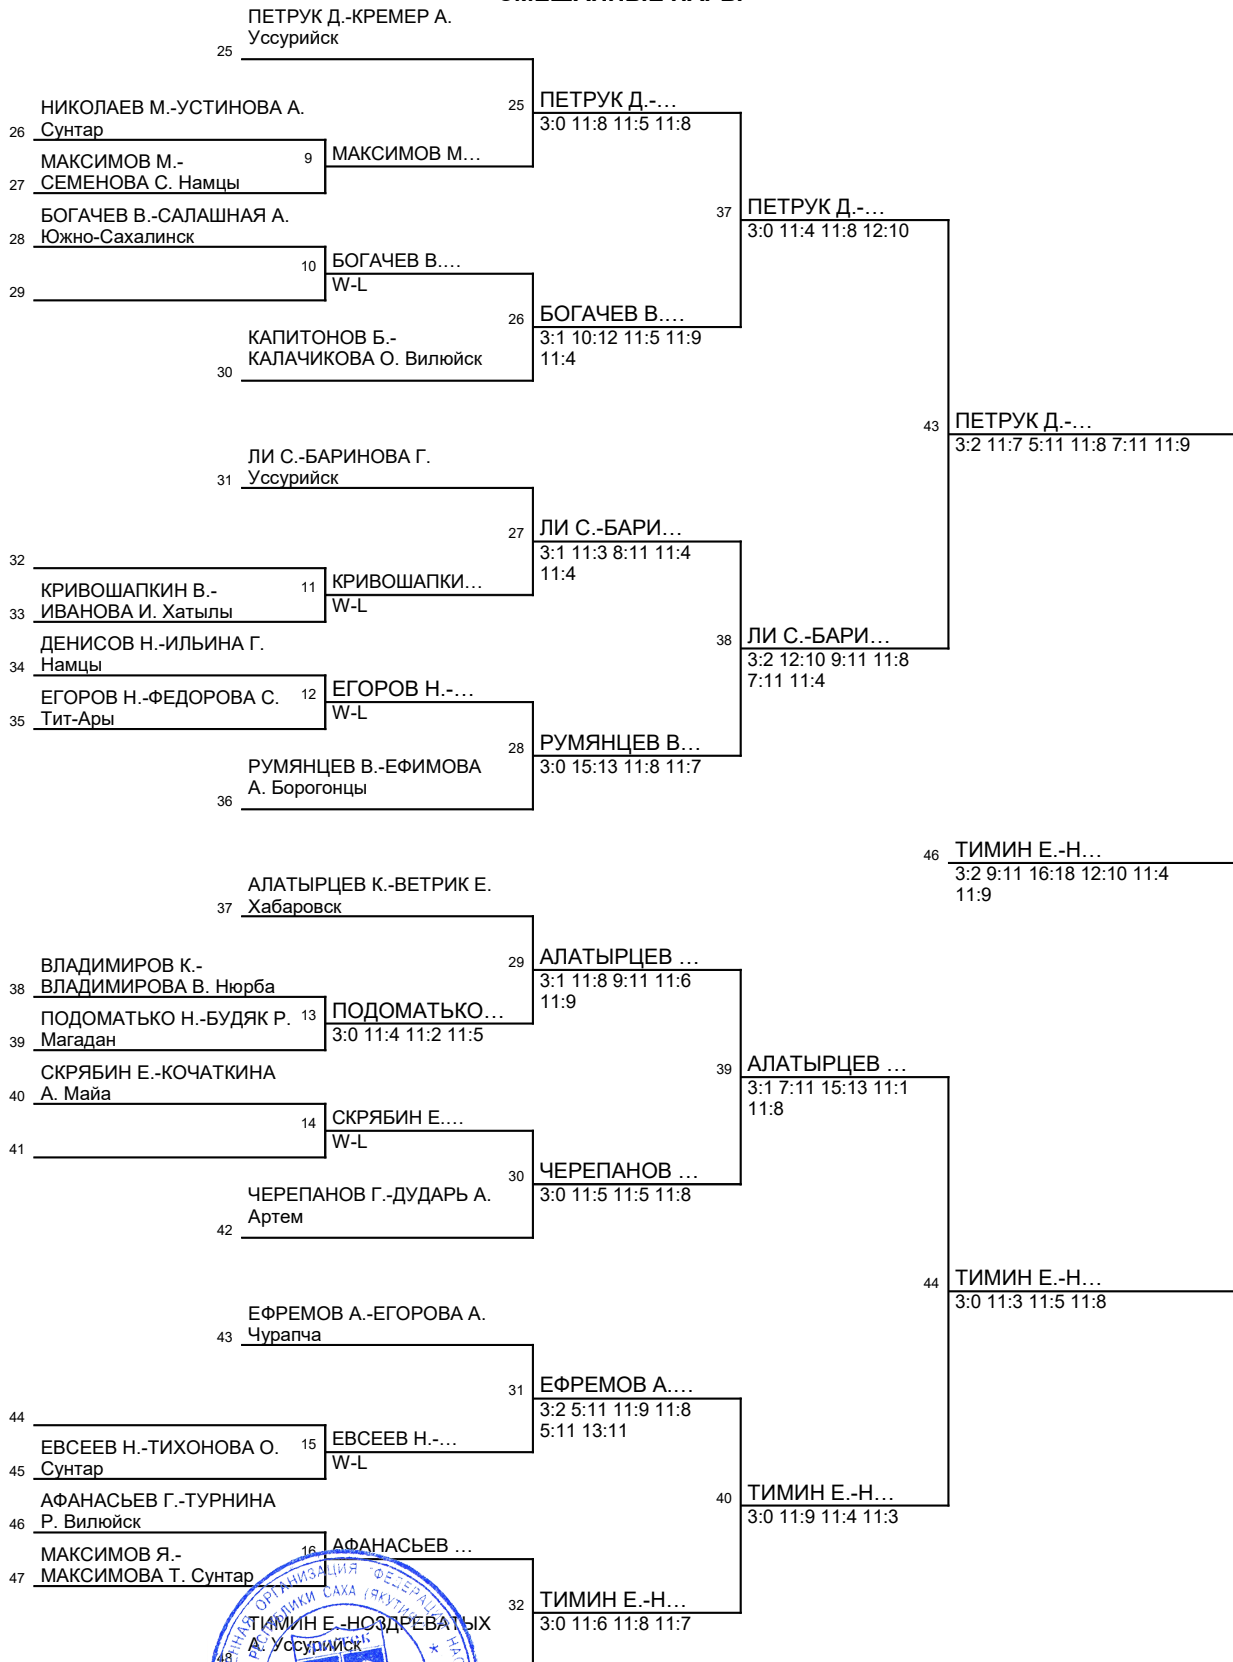 ПЕТРУК Д.-КРЕМЕР А.
25 Уссурийск
25 ПЕТРУК Д.-...
3:0 11:8 11:5 11:8
НИКОЛАЕВ М.-УСТИНОВА А.
26 Сунтар
9 МАКСИМОВ М...
МАКСИМОВ М.-
27 СЕМЕНОВА С. Намцы
37 ПЕТРУК Д.-...
3:0 11:4 11:8 12:10
БОГАЧЕВ В.-САЛАШНАЯ А.
28 Южно-Сахалинск
10 БОГАЧЕВ В....
W-L
29
26 БОГАЧЕВ В....
3:1 10:12 11:5 11:9
11:4
КАПИТОНОВ Б.-
КАЛАЧИКОВА О. Вилюйск
30
43 ПЕТРУК Д.-...
3:2 11:7 5:11 11:8 7:11 11:9
ЛИ С.-БАРИНОВА Г.
31 Уссурийск
27 ЛИ С.-БАРИ...
3:1 11:3 8:11 11:4
11:4
32
11 КРИВОШАПКИ...
W-L
КРИВОШАПКИН В.-
33 ИВАНОВА И. Хатылы
38 ЛИ С.-БАРИ...
3:2 12:10 9:11 11:8
7:11 11:4
ДЕНИСОВ Н.-ИЛЬИНА Г.
34 Намцы
12 ЕГОРОВ Н.-...
W-L
ЕГОРОВ Н.-ФЕДОРОВА С.
35 Тит-Ары
28 РУМЯНЦЕВ В...
3:0 15:13 11:8 11:7
РУМЯНЦЕВ В.-ЕФИМОВА
А. Борогонцы
36
46 ТИМИН Е.-Н...
3:2 9:11 16:18 12:10 11:4
11:9
АЛАТЫРЦЕВ К.-ВЕТРИК Е.
37 Хабаровск
29 АЛАТЫРЦЕВ ...
3:1 11:8 9:11 11:6
11:9
ВЛАДИМИРОВ К.-
38 ВЛАДИМИРОВА В. Нюрба
13 ПОДОМАТЬКО...
3:0 11:4 11:2 11:5
ПОДОМАТЬКО Н.-БУДЯК Р.
39 Магадан
39 АЛАТЫРЦЕВ ...
3:1 7:11 15:13 11:1
11:8
СКРЯБИН Е.-КОЧАТКИНА
40 А. Майа
14 СКРЯБИН Е....
W-L
41
30 ЧЕРЕПАНОВ ...
3:0 11:5 11:5 11:8
ЧЕРЕПАНОВ Г.-ДУДАРЬ А.
Артем
42
44 ТИМИН Е.-Н...
3:0 11:3 11:5 11:8
ЕФРЕМОВ А.-ЕГОРОВА А.
43 Чурапча
31 ЕФРЕМОВ А....
3:2 5:11 11:9 11:8
5:11 13:11
44
15 ЕВСЕЕВ Н.-...
W-L
ЕВСЕЕВ Н.-ТИХОНОВА О.
45 Сунтар
40 ТИМИН Е.-Н...
3:0 11:9 11:4 11:3
АФАНАСЬЕВ Г.-ТУРНИНА
46 Р. Вилюйск
16 АФАНАСЬЕВ ...
МАКСИМОВ Я.-
47 МАКСИМОВА Т. Сунтар
32 ТИМИН Е.-Н...
3:0 11:6 11:8 11:7
ТИМИН Е.-НОЗДРЕВАТЫХ
А. Уссурийск
48
ОРГАНИЗАЦИЯ "ФЕДЕРАЦИЯ
РЕСПУБЛИКИ САХА (ЯКУТИЯ)